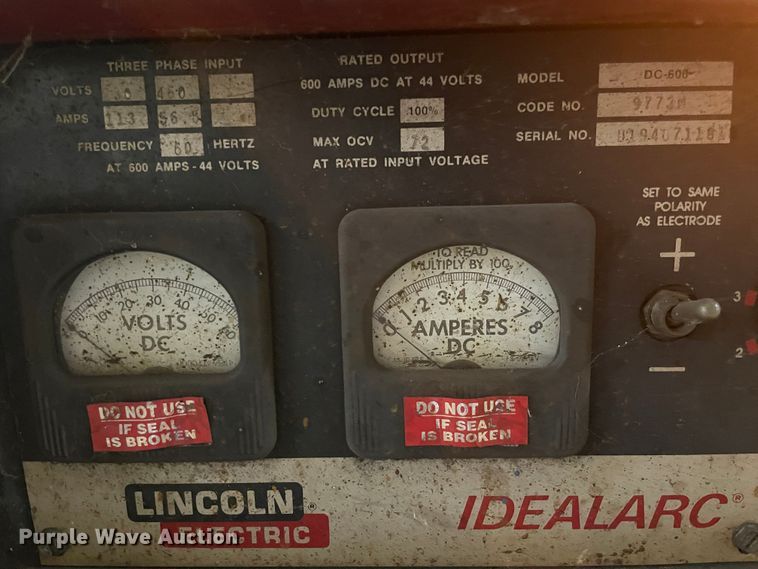 THREE PHASE INPUT
VOLTS 460
AMPS 113 56.5
FREQUENCY 60 HERTZ
AT 600 AMPS - 44 VOLTS
RATED OUTPUT
600 AMPS DC AT 44 VOLTS
DUTY CYCLE 100%
MAX OCV 72
AT RATED INPUT VOLTAGE
MODEL DC-600
CODE NO.
SERIAL NO.
SET TO SAME
POLARITY
AS ELECTRODE
+
−
3
2
0 10 20 30 40 50 60
VOLTS
DC
TO READ
MULTIPLY BY 100
0 1 2 3 4 5 6 7 8
AMPERES
DC
DO NOT USE
IF SEAL
IS BROKEN
DO NOT USE
IF SEAL
IS BROKEN
LINCOLN ®
ELECTRIC
IDEALARC®
Purple Wave Auction